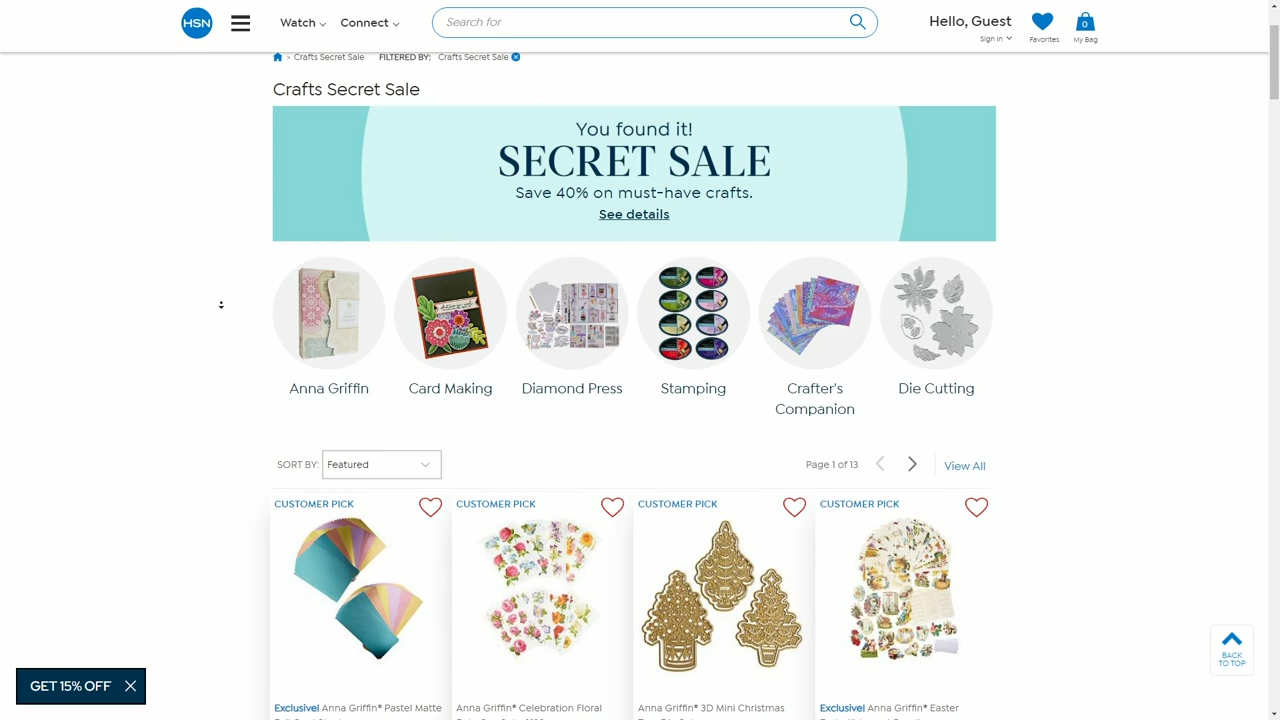 HSN
Watch
Connect
Search for
Hello, Guest
Sign In
Favorites
0
My Bag
> Crafts Secret Sale FILTERED BY: Crafts Secret Sale
Crafts Secret Sale
You found it!
SECRET SALE
Save 40% on must-have crafts.
See details
Anna Griffin
Card Making
Diamond Press
Stamping
Crafter's
Companion
Die Cutting
SORT BY: Featured
Page 1 of 13
View All
CUSTOMER PICK
CUSTOMER PICK
CUSTOMER PICK
CUSTOMER PICK
Exclusive! Anna Griffin® Pastel Matte
Anna Griffin® Celebration Floral
Anna Griffin® 3D Mini Christmas
Exclusive! Anna Griffin® Easter
BACK
TO TOP
GET 15% OFF